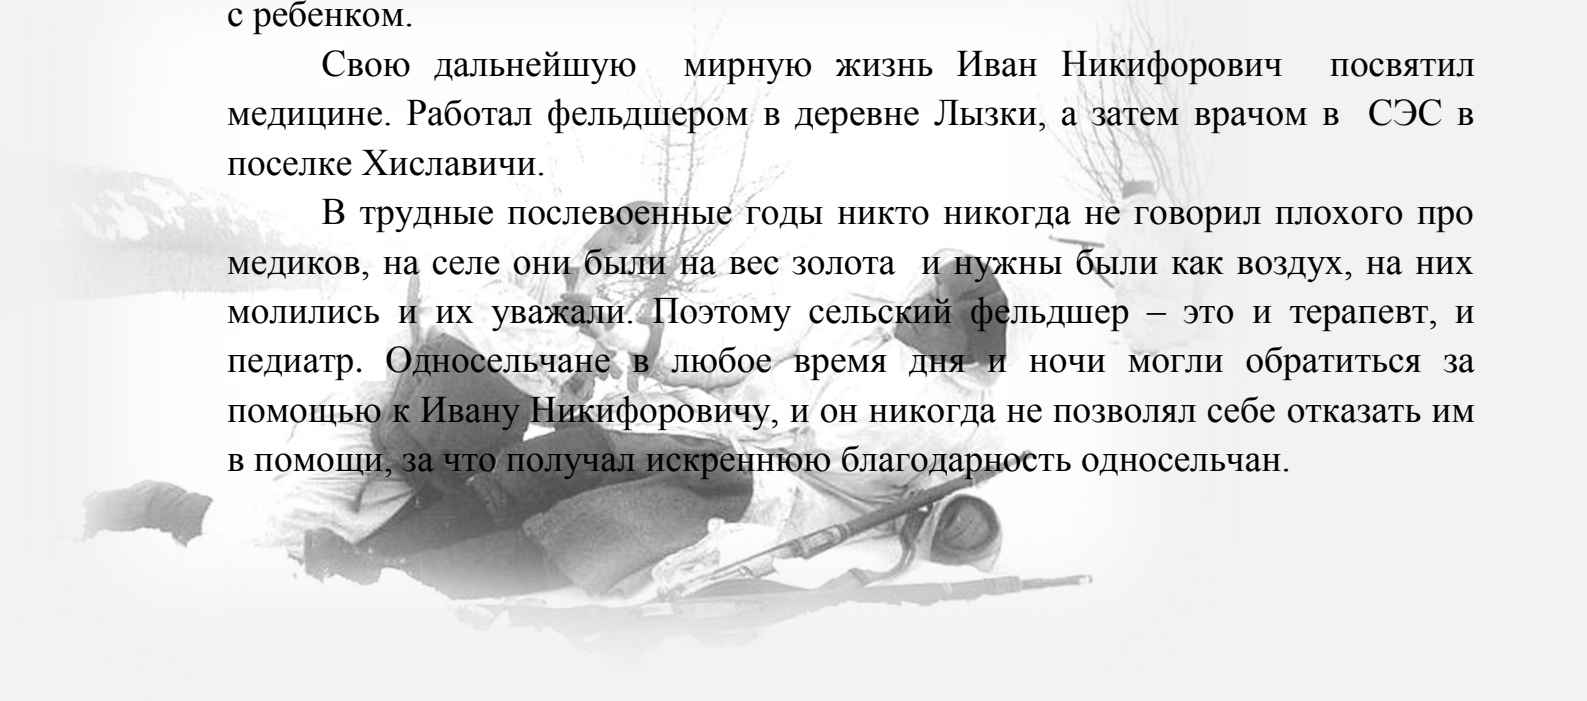 с ребенком.
Свою дальнейшую мирную жизнь Иван Никифорович посвятил
медицине. Работал фельдшером в деревне Лызки, а затем врачом в СЭС в
поселке Хиславичи.
В трудные послевоенные годы никто никогда не говорил плохого про
медиков, на селе они были на вес золота и нужны были как воздух, на них
молились и их уважали. Поэтому сельский фельдшер – это и терапевт, и
педиатр. Односельчане в любое время дня и ночи могли обратиться за
помощью к Ивану Никифоровичу, и он никогда не позволял себе отказать им
в помощи, за что получал искреннюю благодарность односельчан.